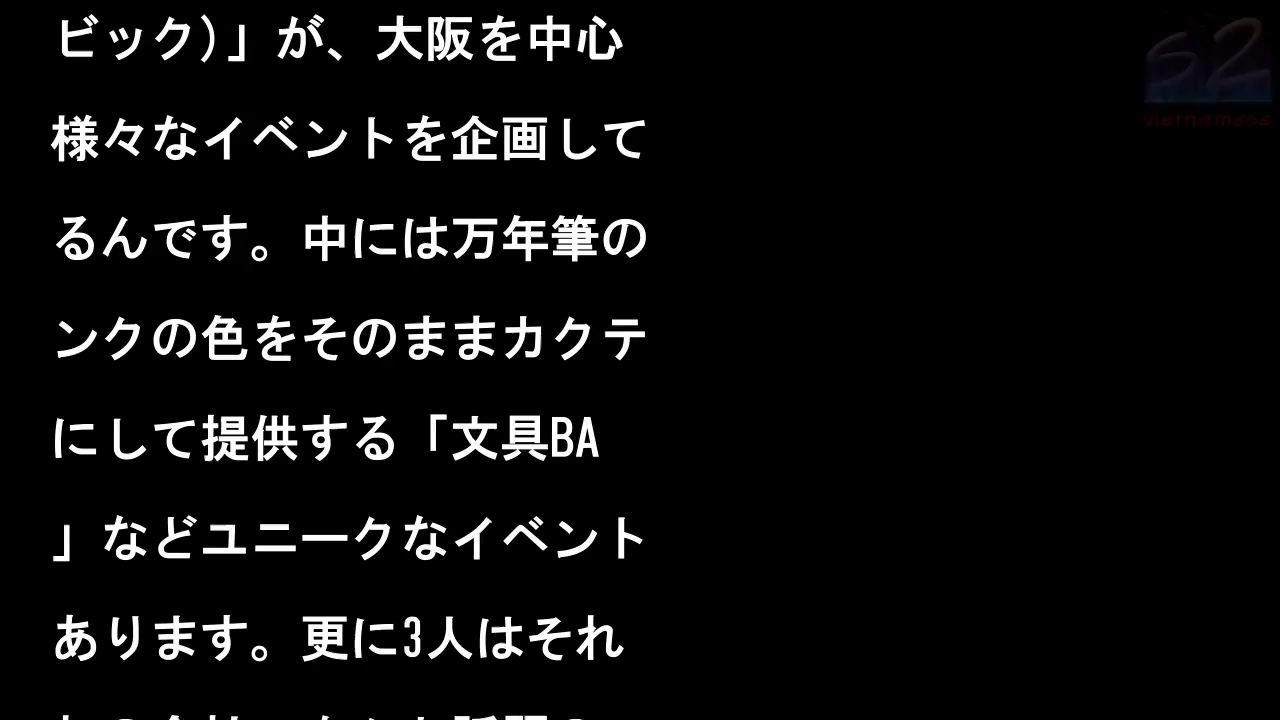 ビック)」が、大阪を中心
様々なイベントを企画して
るんです。中には万年筆の
ンクの色をそのままカクテ
にして提供する「文具BA
」などユニークなイベント
あります。更に3人はそれ
S2
vietnamese